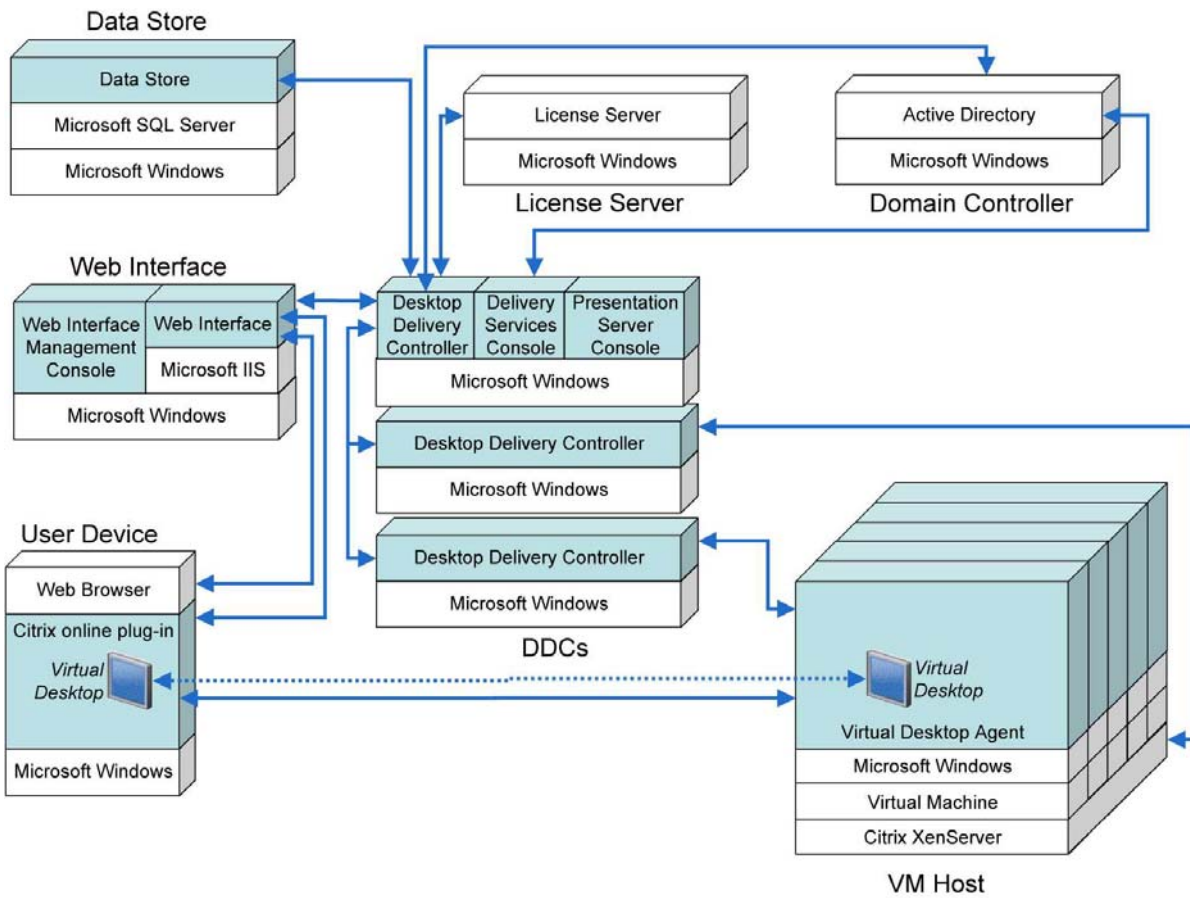 Data Store
Data Store
Microsoft SQL Server
Microsoft Windows
License Server
Microsoft Windows
License Server
Active Directory
Microsoft Windows
Domain Controller
Web Interface
Web Interface
Management
Console
Web Interface
Microsoft IIS
Microsoft Windows
Desktop
Delivery
Controller
Delivery
Services
Console
Presentation
Server
Console
Microsoft Windows
Desktop Delivery Controller
Microsoft Windows
Desktop Delivery Controller
Microsoft Windows
DDCs
User Device
Web Browser
Citrix online plug-in
Virtual
Desktop
Microsoft Windows
Virtual
Desktop
Virtual Desktop Agent
Microsoft Windows
Virtual Machine
Citrix XenServer
VM Host